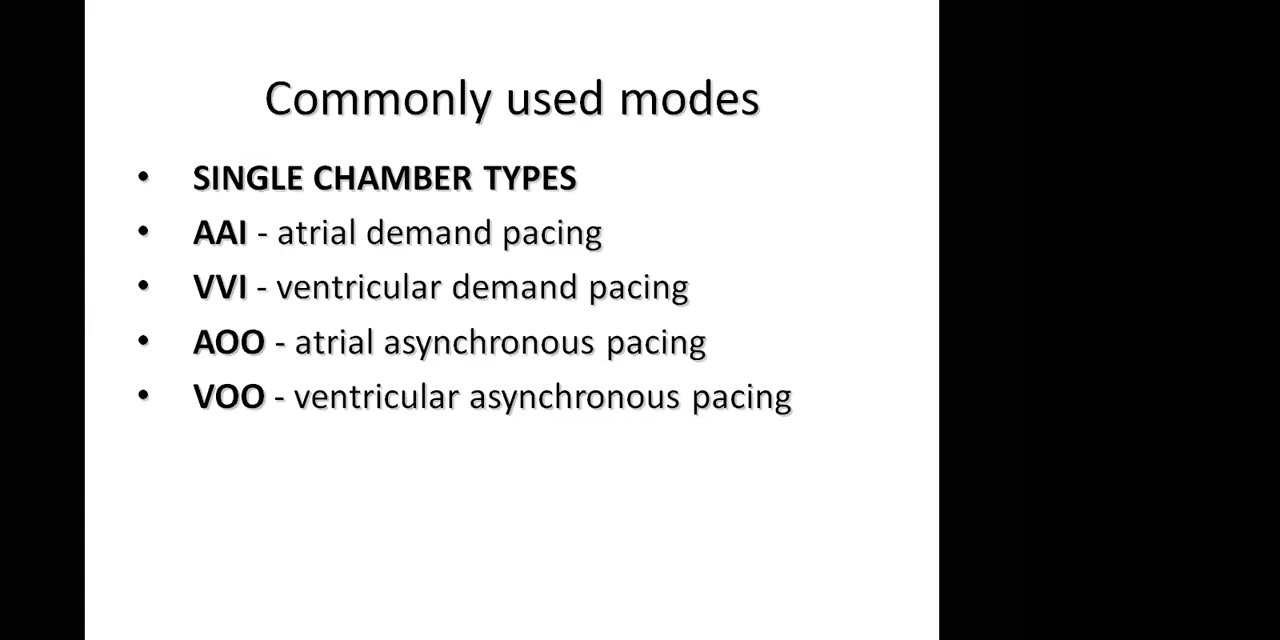 Commonly used modes
• SINGLE CHAMBER TYPES
• AAI - atrial demand pacing
• VVI - ventricular demand pacing
• AOO - atrial asynchronous pacing
• VOO - ventricular asynchronous pacing